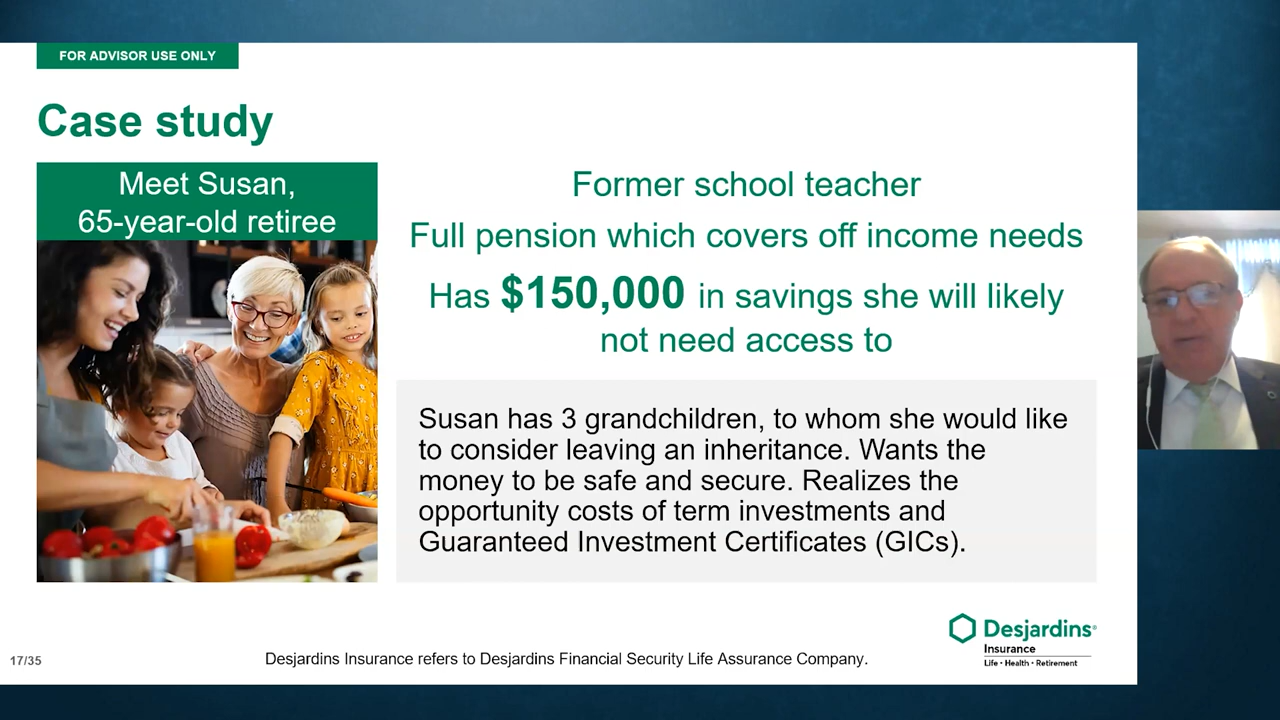 FOR ADVISOR USE ONLY
Case study
Meet Susan,
65-year-old retiree
Former school teacher
Full pension which covers off income needs
Has $150,000 in savings she will likely
not need access to
Susan has 3 grandchildren, to whom she would like
to consider leaving an inheritance. Wants the
money to be safe and secure. Realizes the
opportunity costs of term investments and
Guaranteed Investment Certificates (GICs).
Desjardins®
Insurance
Life • Health • Retirement
17/35
Desjardins Insurance refers to Desjardins Financial Security Life Assurance Company.